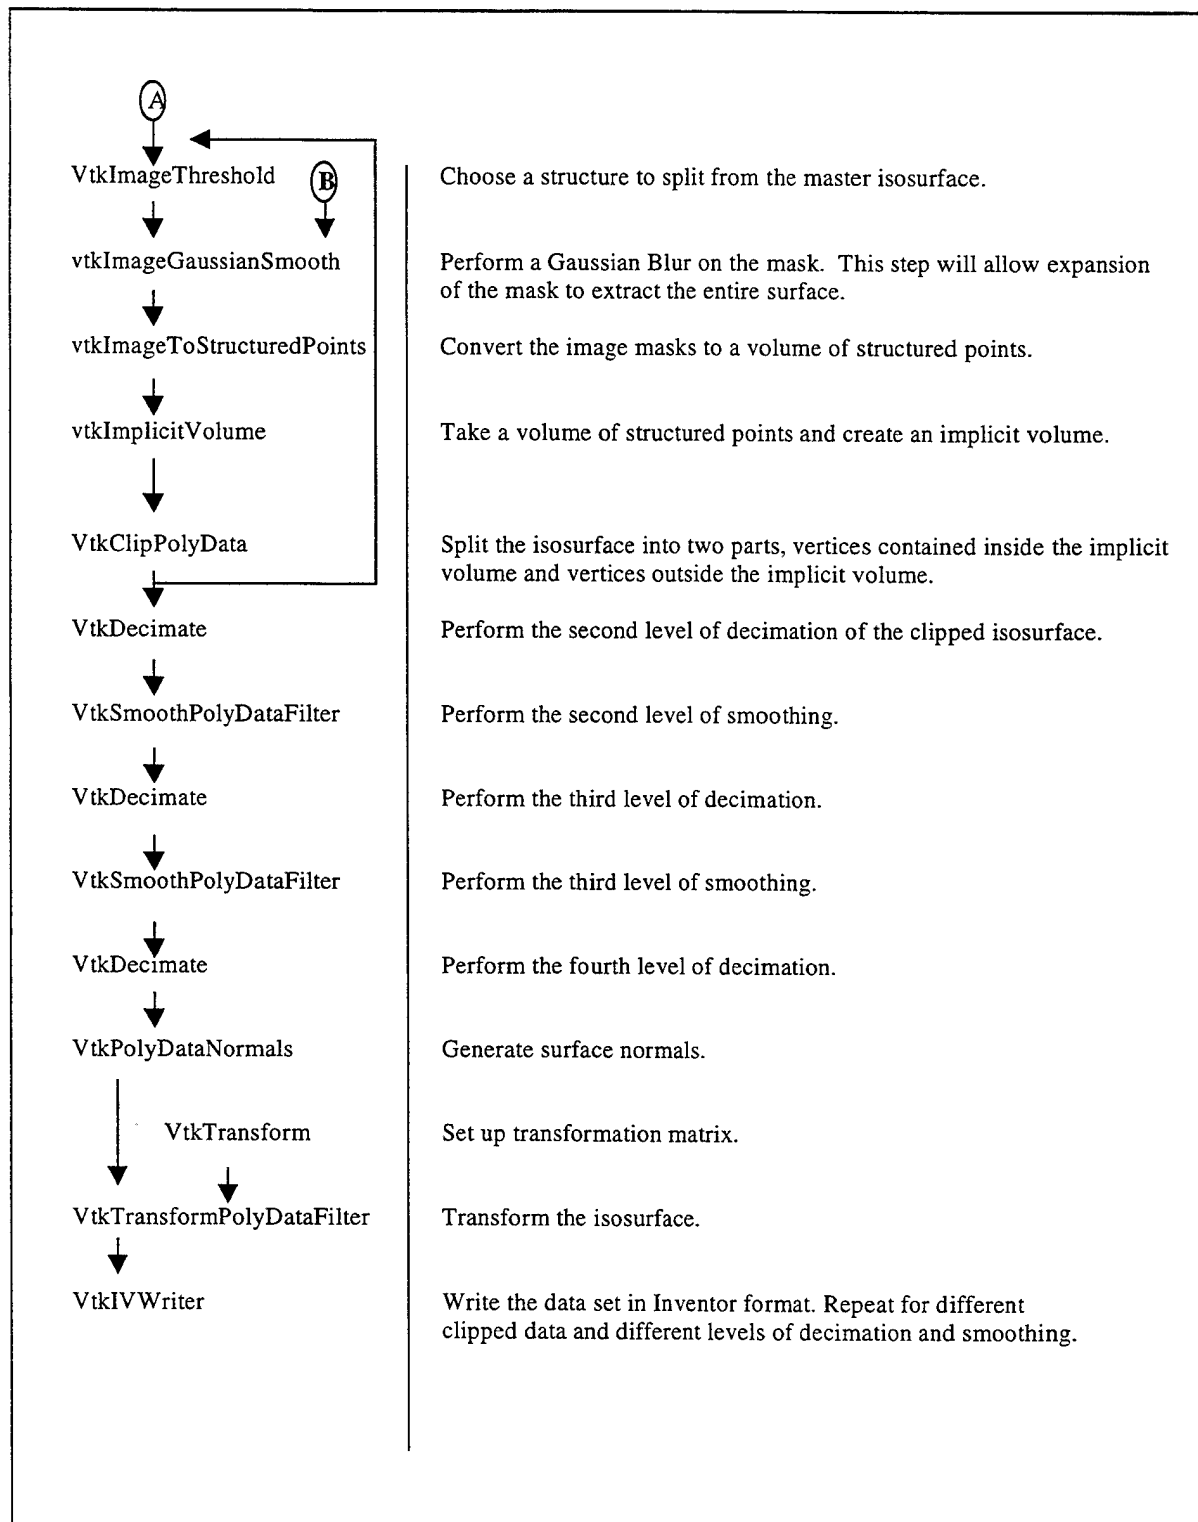 A
VtkImageThreshold
B
Choose a structure to split from the master isosurface.
vtkImageGaussianSmooth
Perform a Gaussian Blur on the mask. This step will allow expansion
of the mask to extract the entire surface.
vtkImageToStructuredPoints
Convert the image masks to a volume of structured points.
vtkImplicitVolume
Take a volume of structured points and create an implicit volume.
VtkClipPolyData
Split the isosurface into two parts, vertices contained inside the implicit
volume and vertices outside the implicit volume.
VtkDecimate
Perform the second level of decimation of the clipped isosurface.
VtkSmoothPolyDataFilter
Perform the second level of smoothing.
VtkDecimate
Perform the third level of decimation.
VtkSmoothPolyDataFilter
Perform the third level of smoothing.
VtkDecimate
Perform the fourth level of decimation.
VtkPolyDataNormals
Generate surface normals.
VtkTransform
Set up transformation matrix.
VtkTransformPolyDataFilter
Transform the isosurface.
VtkIVWriter
Write the data set in Inventor format. Repeat for different
clipped data and different levels of decimation and smoothing.